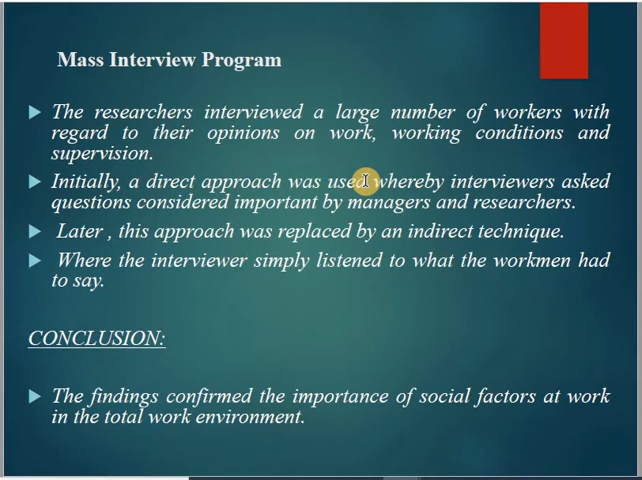 Mass Interview Program
The researchers interviewed a large number of workers with
regard to their opinions on work, working conditions and
supervision.
Initially, a direct approach was used whereby interviewers asked
questions considered important by managers and researchers.
Later , this approach was replaced by an indirect technique.
Where the interviewer simply listened to what the workmen had
to say.
CONCLUSION:
The findings confirmed the importance of social factors at work
in the total work environment.